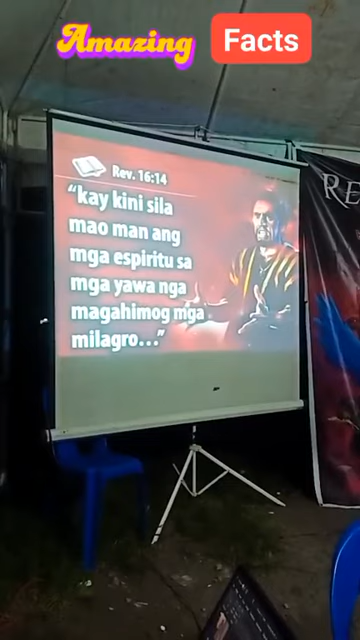 Amazing Facts
Rev. 16:14
“kay kini sila
mao man ang
mga espiritu sa
mga yawa nga
magahimog mga
milagro...”
RE